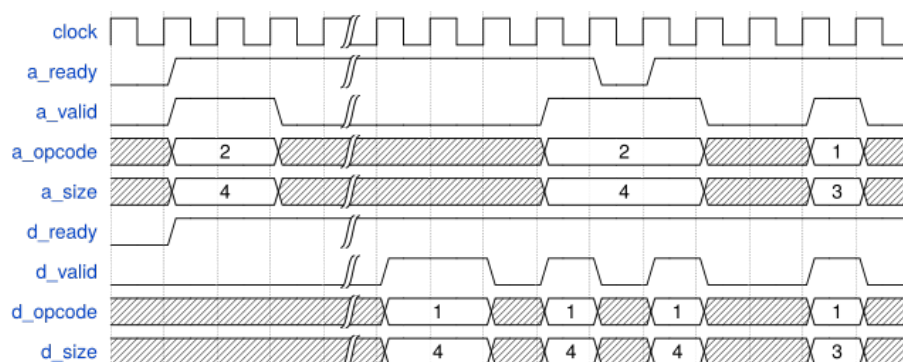 clock
a_ready
a_valid
a_opcode 2 2 1
a_size 4 4 3
d_ready
d_valid
d_opcode 1 1 1 1
d_size 4 4 4 3